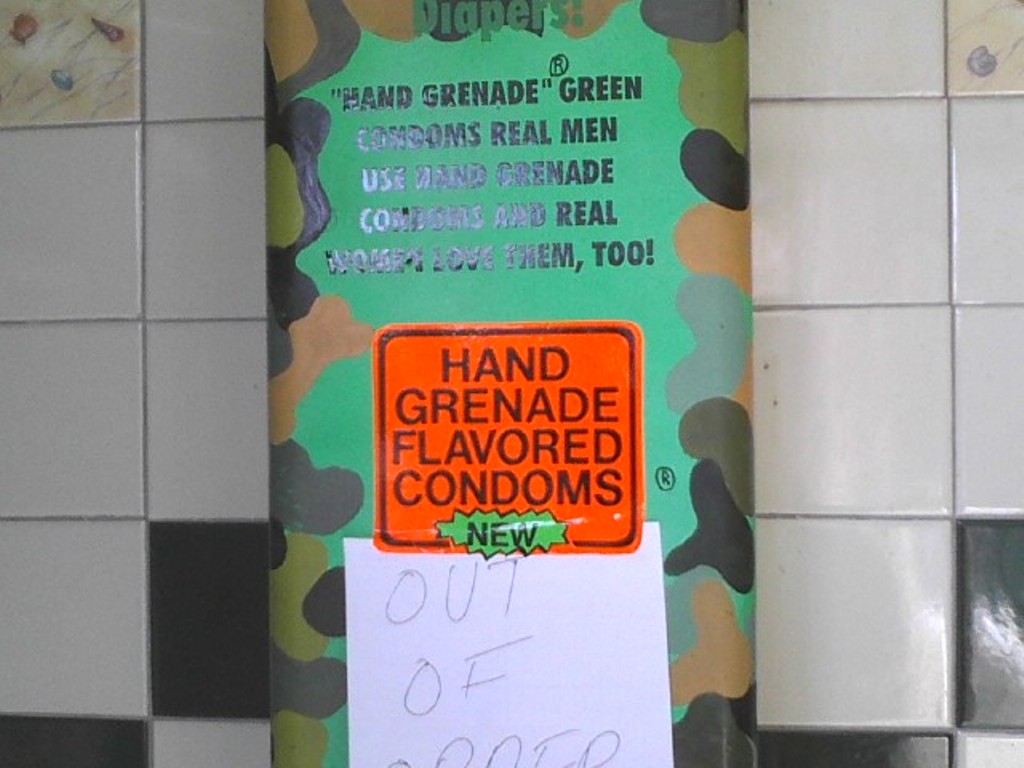 Diapers!
"HAND GRENADE"® GREEN
CONDOMS REAL MEN
USE HAND GRENADE
CONDOMS AND REAL
WOMEN LOVE THEM, TOO!
HAND
GRENADE
FLAVORED
CONDOMS
®
NEW
OUT
OF
ORDER